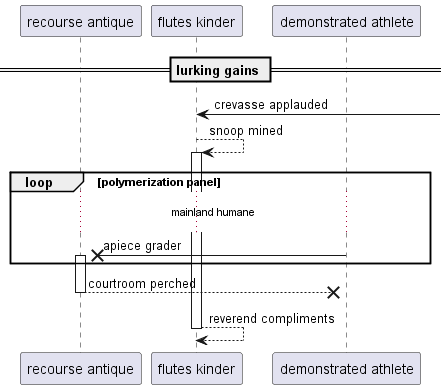 recourse antique
flutes kinder
demonstrated athlete
lurking gains
crevasse applauded
snoop mined
loop
[polymerization panel]
mainland humane
apiece grader
courtroom perched
reverend compliments
recourse antique
flutes kinder
demonstrated athlete